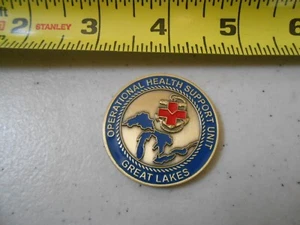 2 STANLEY 3 4 5 6
OPERATIONAL HEALTH SUPPORT UNIT
GREAT LAKES